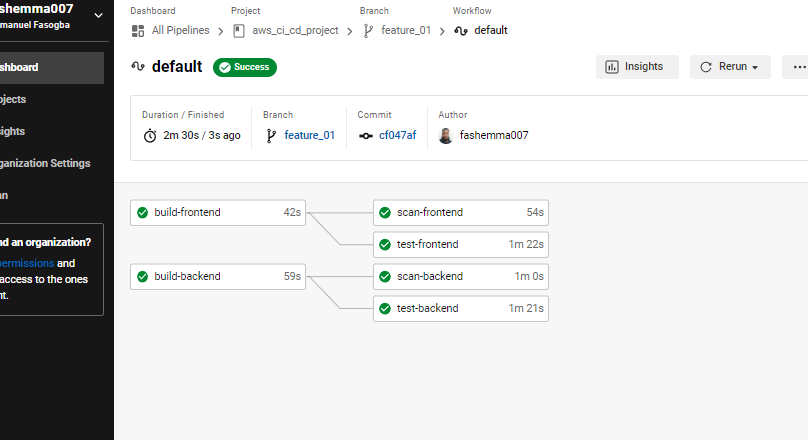 shemma007
manuel Fasogba
shboard
ojects
sights
ganization Settings
an
nd an organization?
permissions and
access to the ones
nt.
Dashboard Project Branch Workflow
All Pipelines aws_ci_cd_project feature_01 default
default Success Insights Rerun
Duration / Finished Branch Commit Author
2m 30s / 3s ago feature_01 cf047af fashemma007
build-frontend 42s scan-frontend 54s
test-frontend 1m 22s
build-backend 59s scan-backend 1m 0s
test-backend 1m 21s